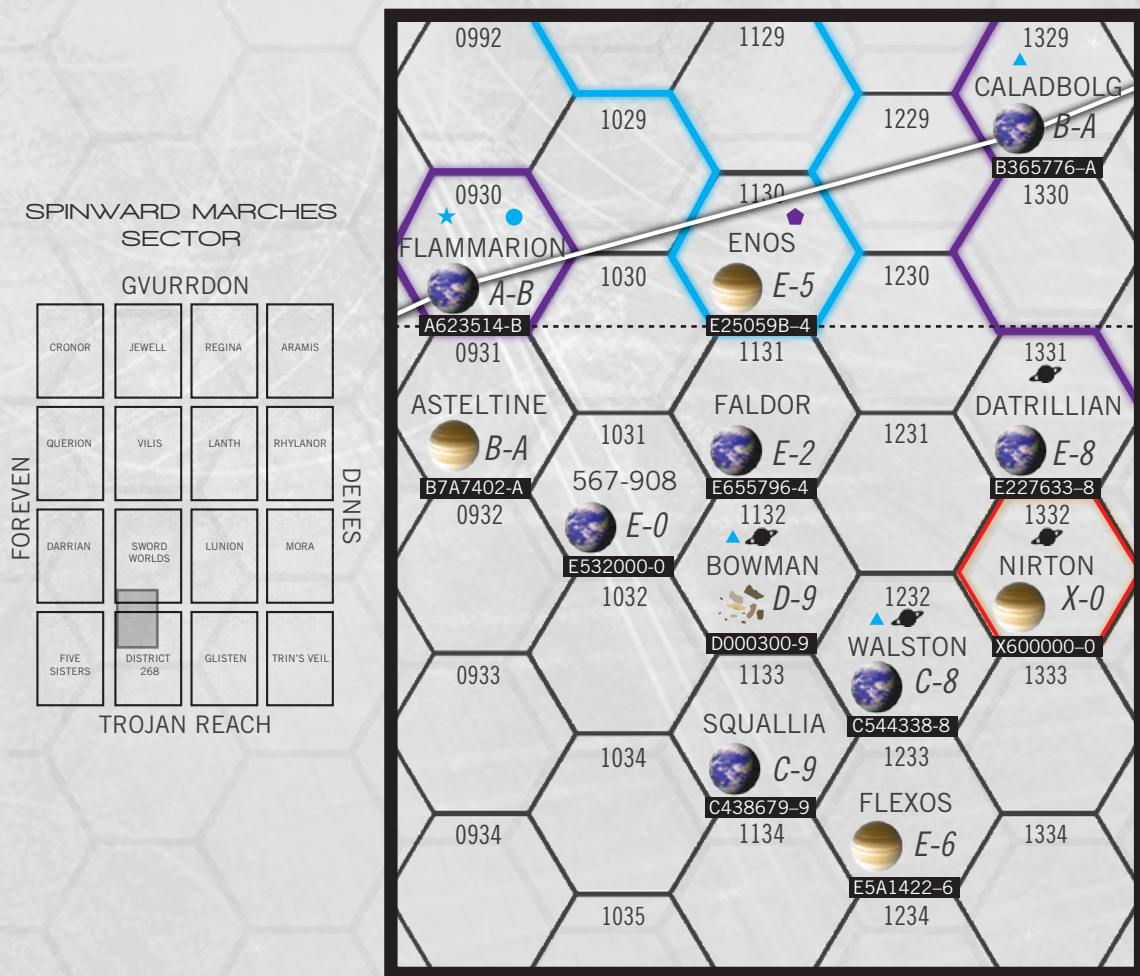 SPINWARD MARCHES
SECTOR
GVURRDON
CRONOR
JEWELL
REGINA
ARAMIS
QUERION
VILIS
LANTH
RHYLANOR
FOREVEN
DENES
DARRIAN
SWORD
WORLDS
LUNION
MORA
FIVE
SISTERS
DISTRICT
268
GLISTEN
TRIN'S VEIL
TROJAN REACH
0992
1129
1329
CALADBOLG
B-A
B365776–A
1029
1229
0930
FLAMMARION
A-B
A623514-B
1130
ENOS
E-5
E25059B–4
1330
1030
1230
0931
ASTELTINE
B-A
B7A7402-A
1131
FALDOR
E-2
E655796-4
1331
DATRILLIAN
E-8
E227633–8
1031
567-908
E-0
E532000-0
1231
0932
1132
BOWMAN
D-9
D000300-9
1332
NIRTON
X-0
X600000–0
1032
1232
WALSTON
C-8
C544338-8
0933
1133
SQUALLIA
C-9
C438679–9
1333
1034
1233
FLEXOS
E-6
E5A1422–6
0934
1134
1334
1035
1234